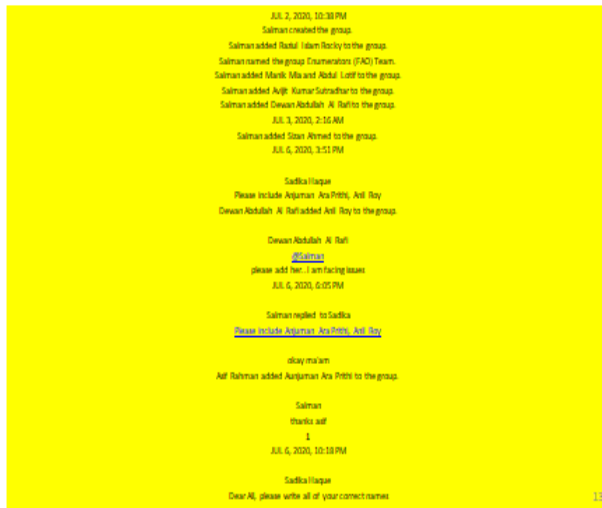 JUL 2, 2020, 10:38 PM
Salman created the group.
Salman added Raziul Islam Rocky to the group.
Salman named the group Enumerators (FAO) Team.
Salman added Manik Mia and Abdul Lotif to the group.
Salman added Avijit Kumar Sutradhar to the group.
Salman added Dewan Abdullah Al Rafi to the group.
JUL 3, 2020, 2:16 AM
Salman added Sizan Ahmed to the group.
JUL 6, 2020, 3:51 PM
Sadika Haque
Please include Anjuman Ara Prithi, Anil Roy
Dewan Abdullah Al Rafi added Anil Roy to the group.
Dewan Abdullah Al Rafi
@Salman
please add her.. I am facing issues
JUL 6, 2020, 6:05 PM
Salman replied to Sadika
Please include Anjuman Ara Prithi, Anil Roy
okay ma'am
Asif Rahman added Aunjuman Ara Prithi to the group.
Salman
thanks asif
1
JUL 6, 2020, 10:18 PM
Sadika Haque
Dear All, please write all of your correct names
13